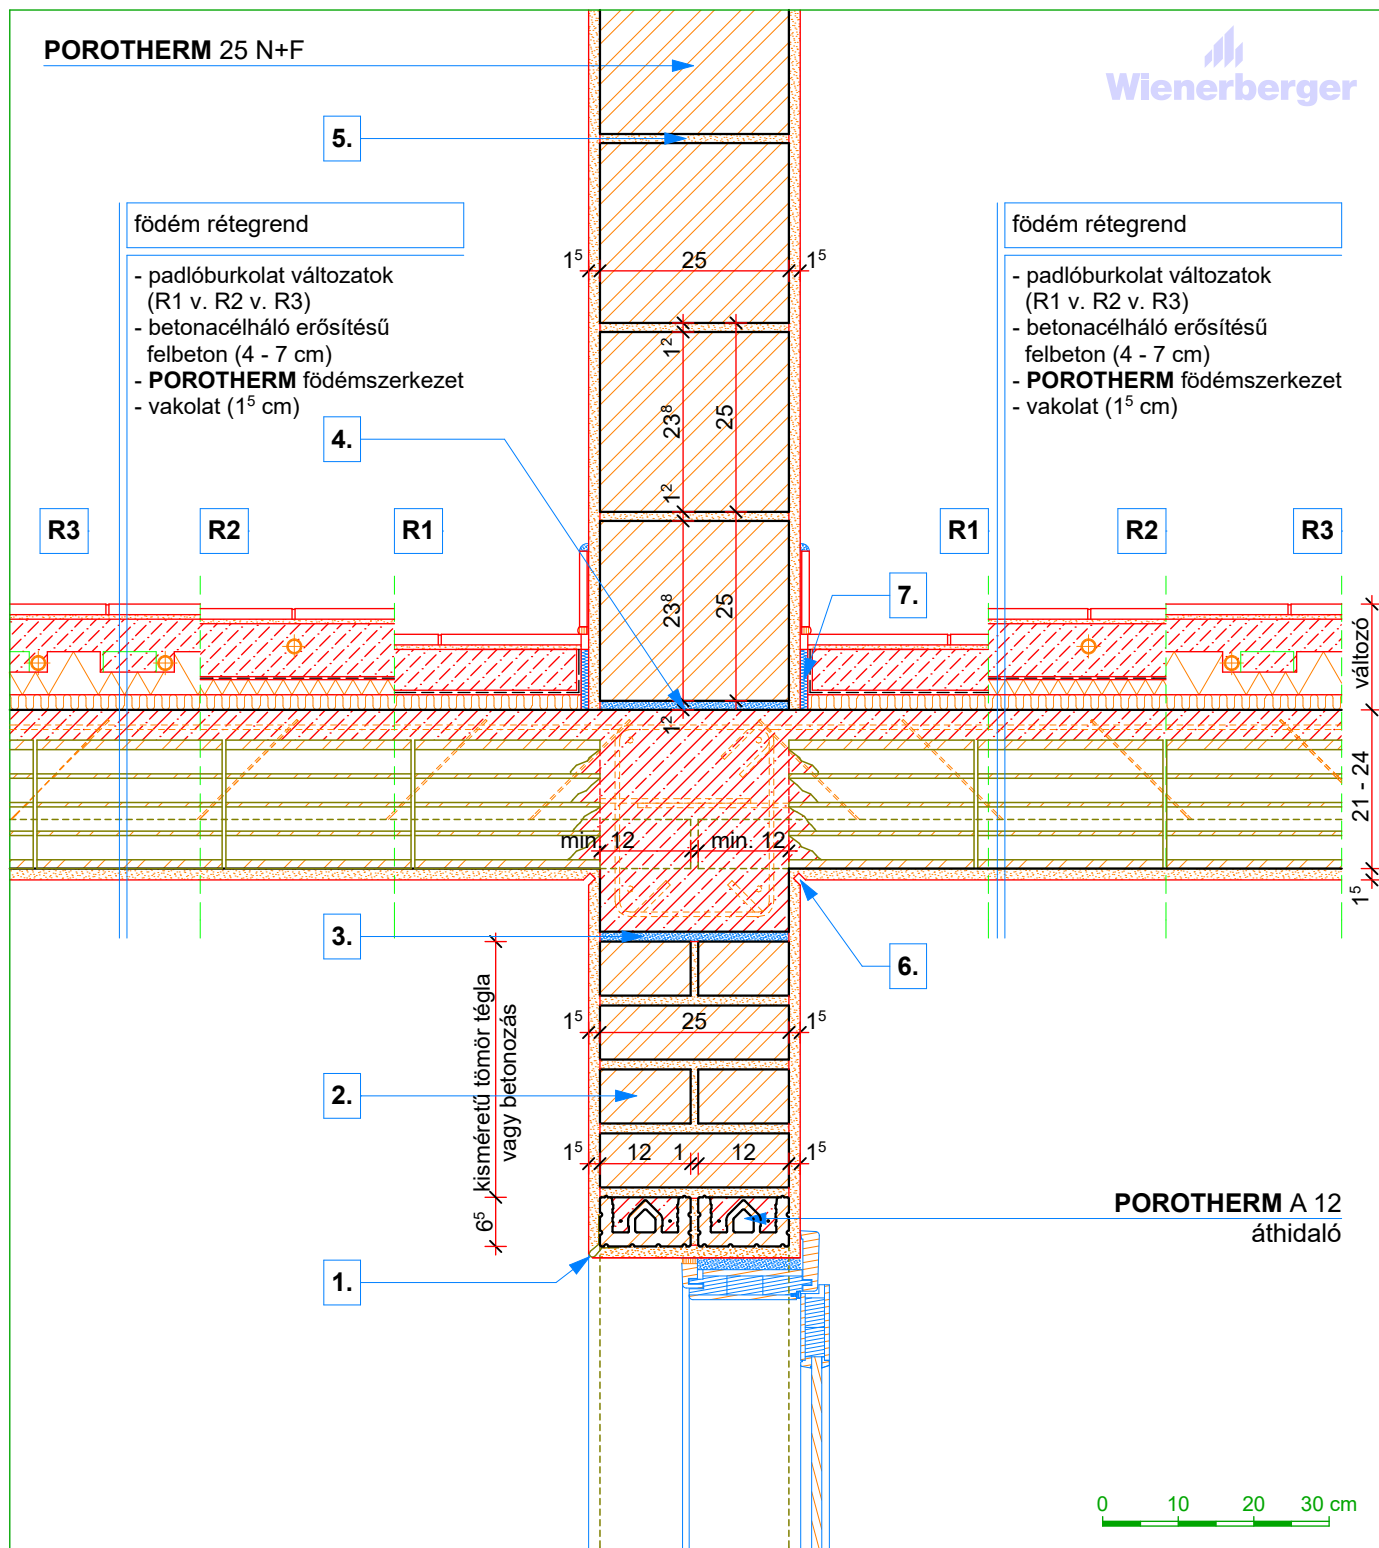 POROTHERM 25 N+F
Wienerberger
5.
födém rétegrend
- padlóburkolat változatok
(R1 v. R2 v. R3)
- betonacélháló erősítésű
felbeton (4 - 7 cm)
- POROTHERM födémszerkezet
- vakolat (1⁵ cm)
födém rétegrend
- padlóburkolat változatok
(R1 v. R2 v. R3)
- betonacélháló erősítésű
felbeton (4 - 7 cm)
- POROTHERM födémszerkezet
- vakolat (1⁵ cm)
1⁵ 25 1⁵
1²
23⁸ 25
1²
4.
R3 R2 R1
R1 R2 R3
23⁸ 25
7.
változó
1²
21 - 24
min. 12 min. 12
1⁵
3.
6.
1⁵ 25 1⁵
kisméretű tömör tégla
vagy betonozás
2.
1⁵ 12 1 12 1⁵
6⁵
POROTHERM A 12
áthidaló
1.
0 10 20 30 cm